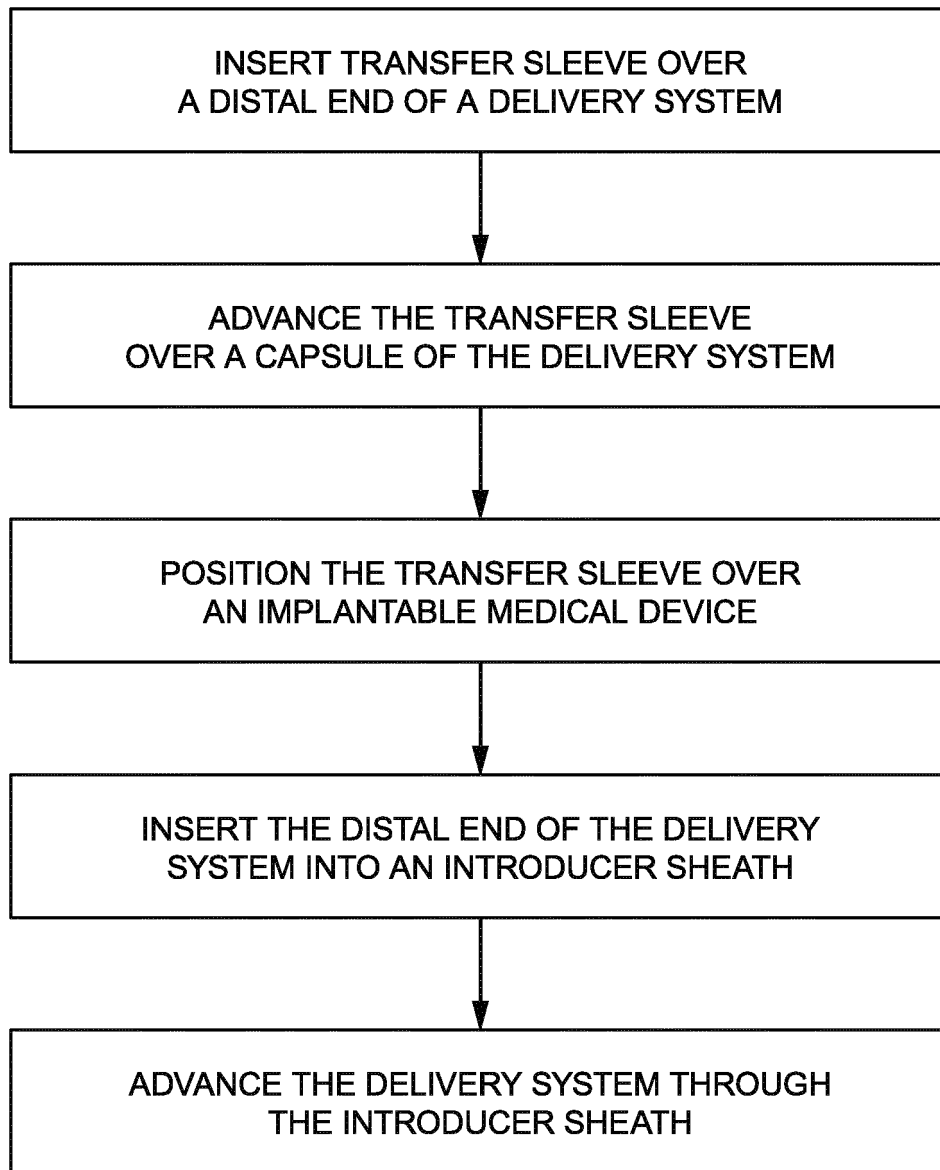 INSERT TRANSFER SLEEVE OVER
A DISTAL END OF A DELIVERY SYSTEM
ADVANCE THE TRANSFER SLEEVE
OVER A CAPSULE OF THE DELIVERY SYSTEM
POSITION THE TRANSFER SLEEVE OVER
AN IMPLANTABLE MEDICAL DEVICE
INSERT THE DISTAL END OF THE DELIVERY
SYSTEM INTO AN INTRODUCER SHEATH
ADVANCE THE DELIVERY SYSTEM THROUGH
THE INTRODUCER SHEATH